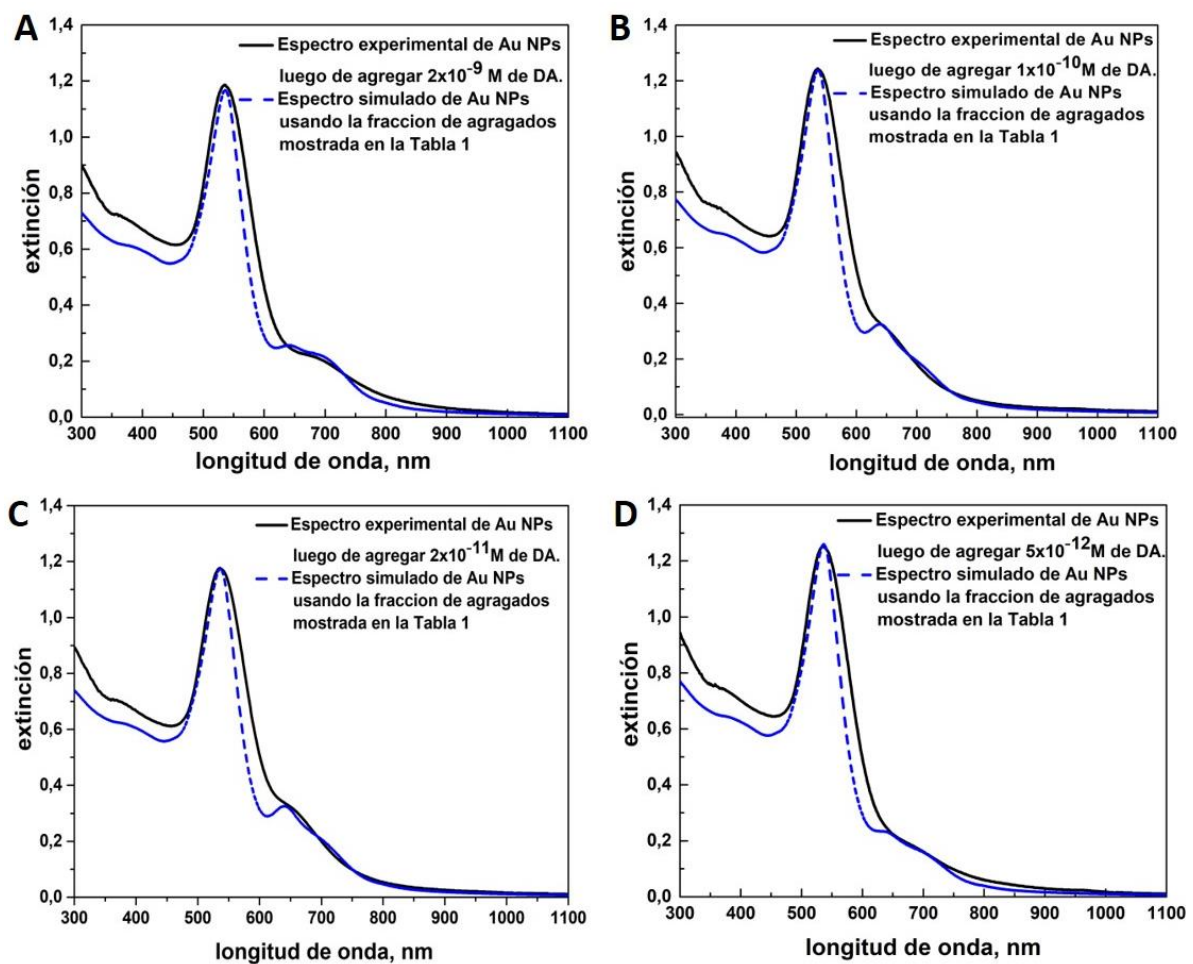 A
extinción
1,4
1,2
1,0
0,8
0,6
0,4
0,2
0,0
Espectro experimental de Au NPs
luego de agregar 2x10⁻⁹ M de DA.
Espectro simulado de Au NPs
usando la fraccion de agragados
mostrada en la Tabla 1
300 400 500 600 700 800 900 1000 1100
longitud de onda, nm
B
extinción
1,4
1,2
1,0
0,8
0,6
0,4
0,2
0,0
Espectro experimental de Au NPs
luego de agregar 1x10⁻¹⁰M de DA.
Espectro simulado de Au NPs
usando la fraccion de agragados
mostrada en la Tabla 1
300 400 500 600 700 800 900 1000 1100
longitud de onda, nm
C
extinción
1,4
1,2
1,0
0,8
0,6
0,4
0,2
0,0
Espectro experimental de Au NPs
luego de agregar 2x10⁻¹¹M de DA.
Espectro simulado de Au NPs
usando la fraccion de agragados
mostrada en la Tabla 1
300 400 500 600 700 800 900 1000 1100
longitud de onda, nm
D
extinción
1,4
1,2
1,0
0,8
0,6
0,4
0,2
0,0
Espectro experimental de Au NPs
luego de agregar 5x10⁻¹²M de DA.
Espectro simulado de Au NPs
usando la fraccion de agragados
mostrada en la Tabla 1
300 400 500 600 700 800 900 1000 1100
longitud de onda, nm